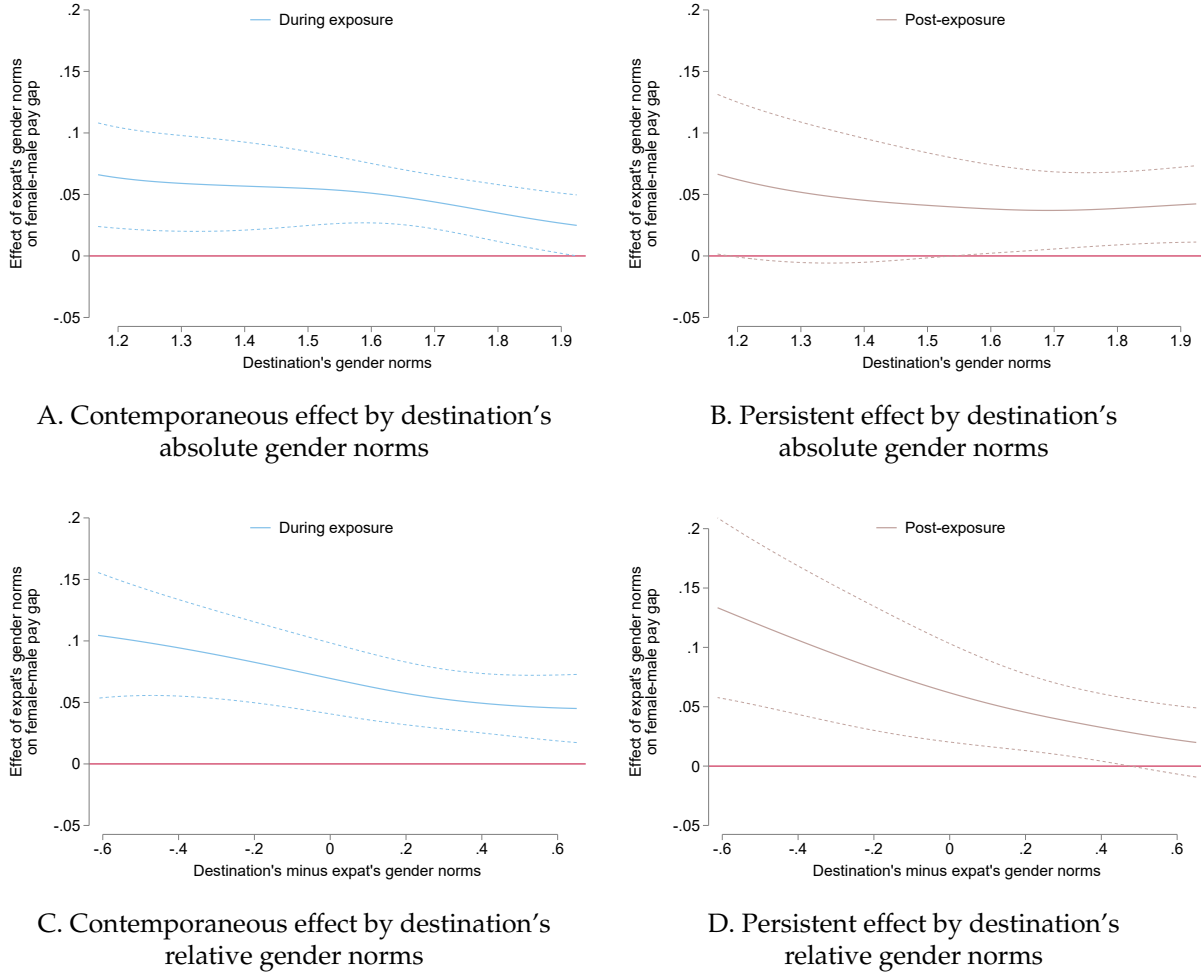 During exposure
.2
.15
.1
.05
0
-.05
Effect of expat's gender norms
on female-male pay gap
1.2 1.3 1.4 1.5 1.6 1.7 1.8 1.9
Destination's gender norms
A. Contemporaneous effect by destination's
absolute gender norms
Post-exposure
.2
.15
.1
.05
0
-.05
Effect of expat's gender norms
on female-male pay gap
1.2 1.3 1.4 1.5 1.6 1.7 1.8 1.9
Destination's gender norms
B. Persistent effect by destination's
absolute gender norms
During exposure
.2
.15
.1
.05
0
-.05
Effect of expat's gender norms
on female-male pay gap
-.6 -.4 -.2 0 .2 .4 .6
Destination's minus expat's gender norms
C. Contemporaneous effect by destination's
relative gender norms
Post-exposure
.2
.15
.1
.05
0
-.05
Effect of expat's gender norms
on female-male pay gap
-.6 -.4 -.2 0 .2 .4 .6
Destination's minus expat's gender norms
D. Persistent effect by destination's
relative gender norms